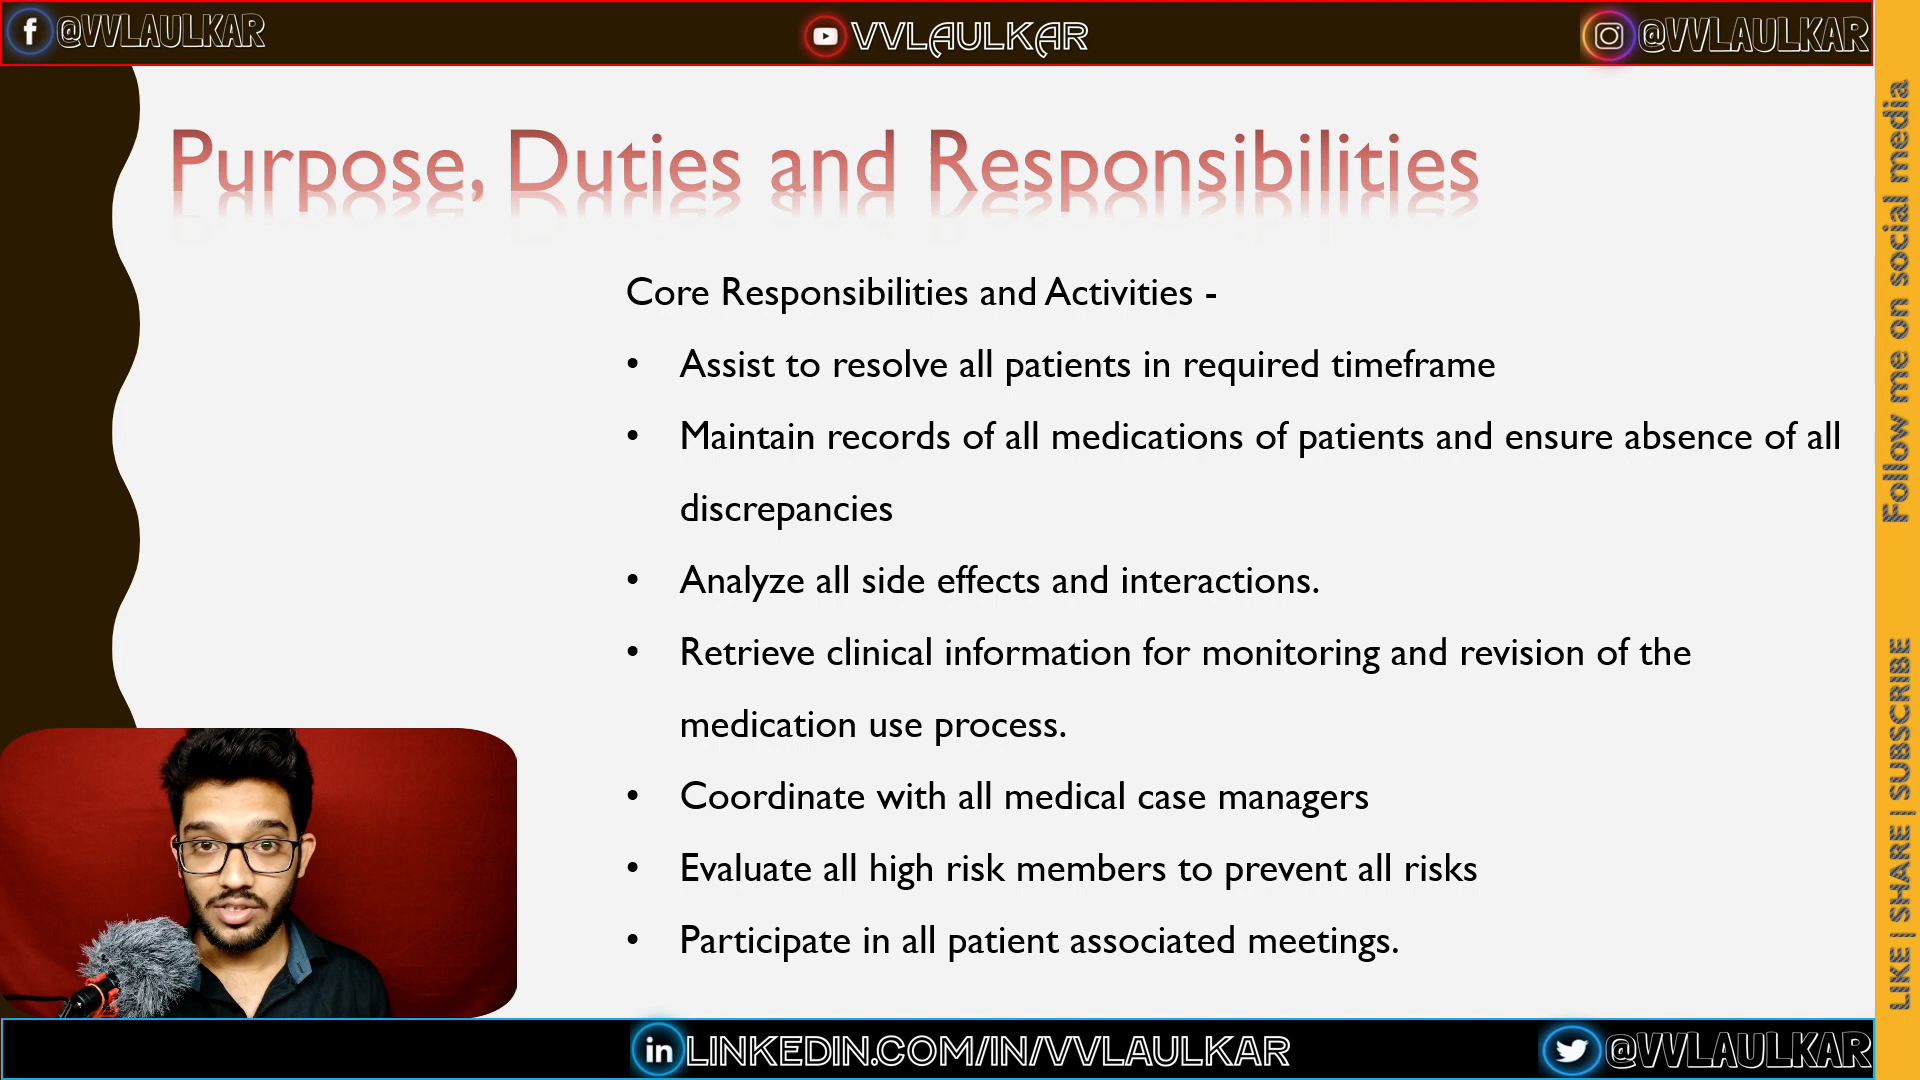 @VVLAULKAR
VVLAULKAR
@VVLAULKAR
Purpose, Duties and Responsibilities
Core Responsibilities and Activities -
• Assist to resolve all patients in required timeframe
• Maintain records of all medications of patients and ensure absence of all
discrepancies
• Analyze all side effects and interactions.
• Retrieve clinical information for monitoring and revision of the
medication use process.
• Coordinate with all medical case managers
• Evaluate all high risk members to prevent all risks
• Participate in all patient associated meetings.
Follow me on social media
LIKE | SHARE | SUBSCRIBE
in LINKEDIN.COM/IN/VVLAULKAR
@VVLAULKAR